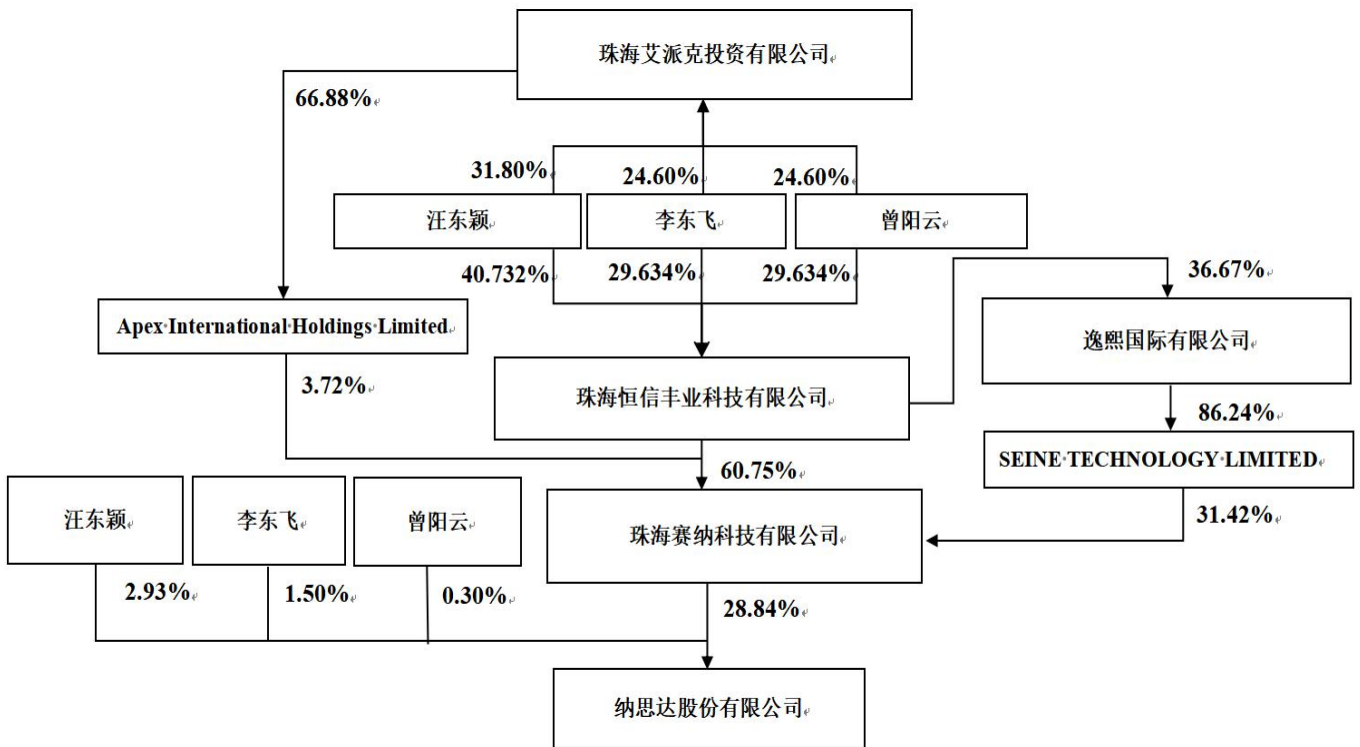 珠海艾派克投资有限公司
66.88%
31.80%
24.60%
24.60%
汪东颖
李东飞
曾阳云
40.732%
29.634%
29.634%
36.67%
Apex International Holdings Limited
逸熙国际有限公司
3.72%
珠海恒信丰业科技有限公司
86.24%
60.75%
SEINE TECHNOLOGY LIMITED
汪东颖
李东飞
曾阳云
珠海赛纳科技有限公司
31.42%
2.93%
1.50%
0.30%
28.84%
纳思达股份有限公司